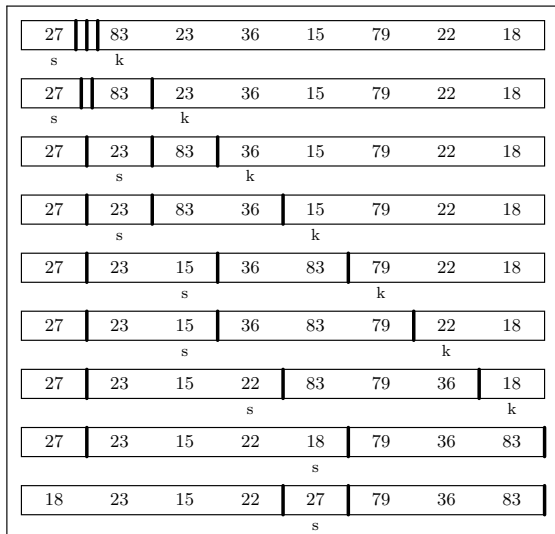 27 83 23 36 15 79 22 18
s k
27 83 23 36 15 79 22 18
s k
27 23 83 36 15 79 22 18
s k
27 23 83 36 15 79 22 18
s k
27 23 15 36 83 79 22 18
s k
27 23 15 36 83 79 22 18
s k
27 23 15 22 83 79 36 18
s k
27 23 15 22 18 79 36 83
s
18 23 15 22 27 79 36 83
s